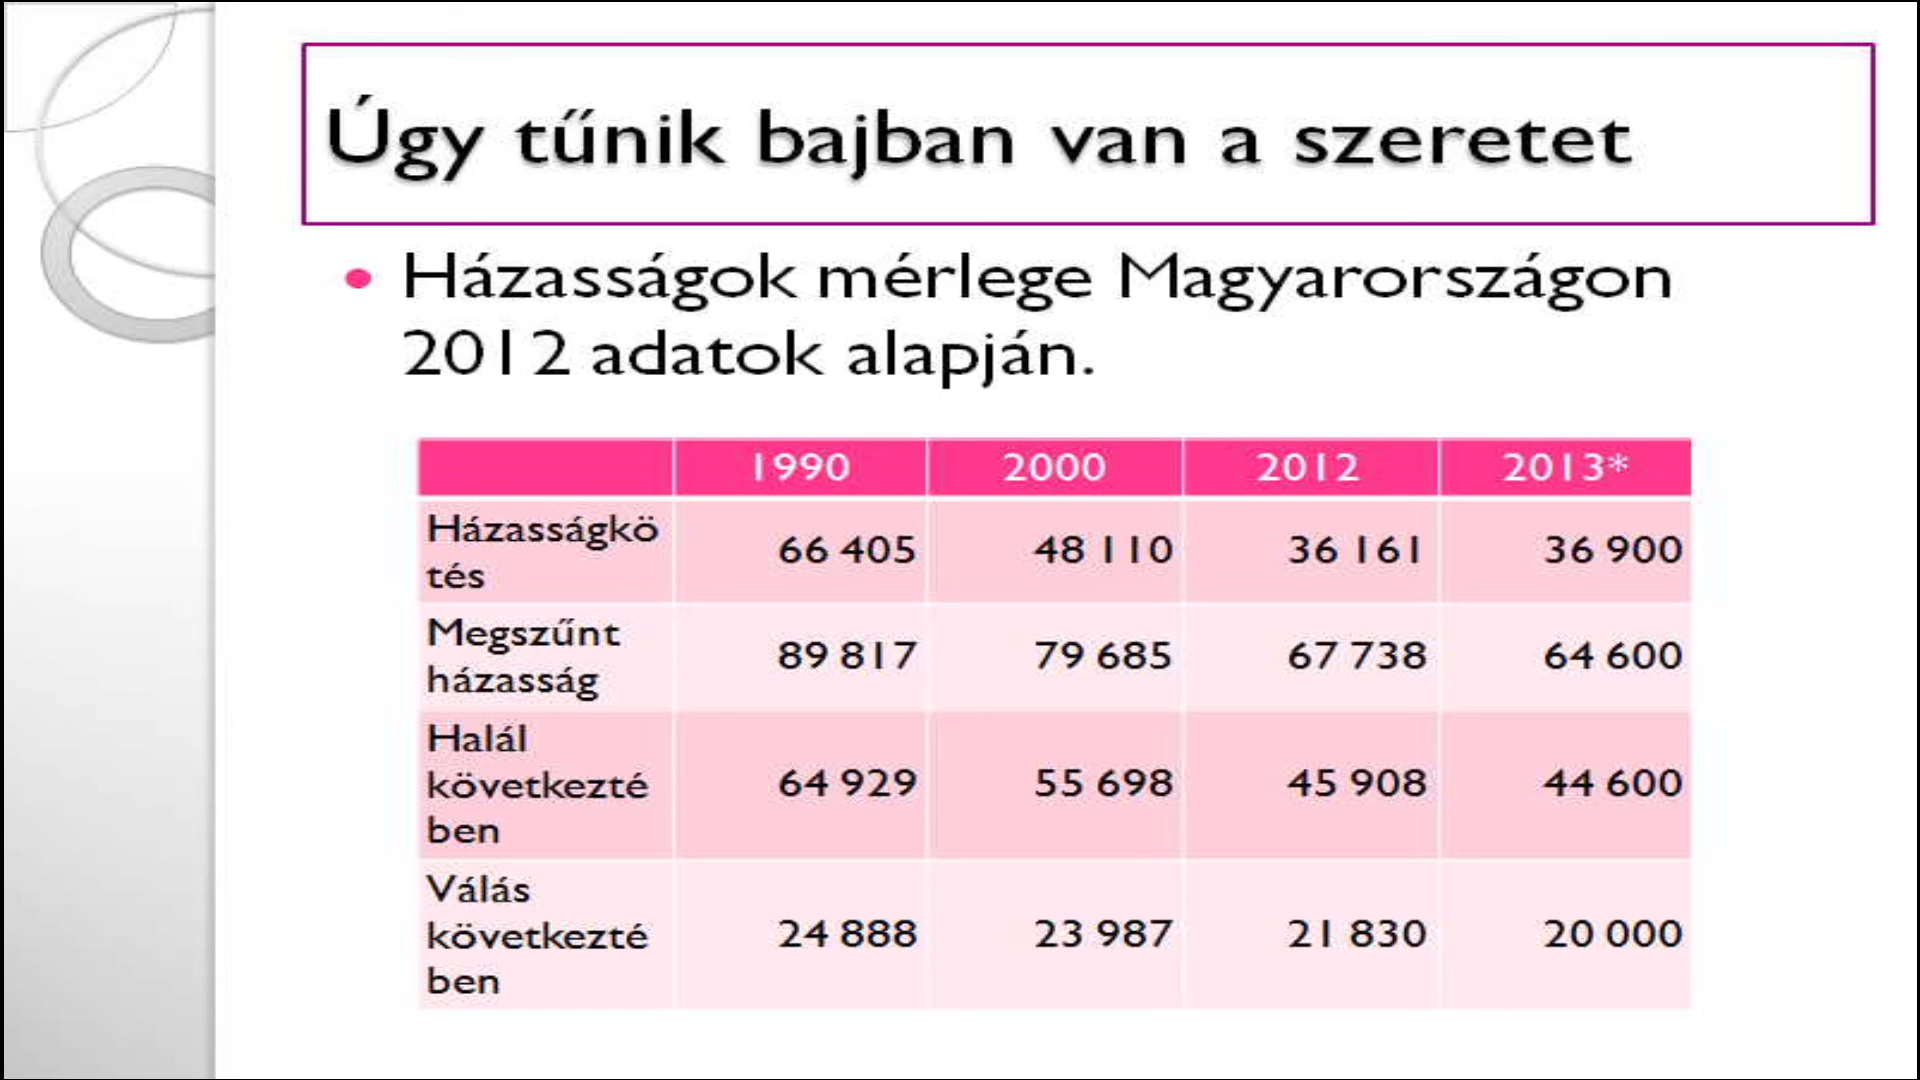 Úgy tűnik bajban van a szeretet
• Házasságok mérlege Magyarországon
2012 adatok alapján.
1990 2000 2012 2013*
Házasságkö
tés
66 405 48 110 36 161 36 900
Megszűnt
házasság
89 817 79 685 67 738 64 600
Halál
következté
ben
64 929 55 698 45 908 44 600
Válás
következté
ben
24 888 23 987 21 830 20 000